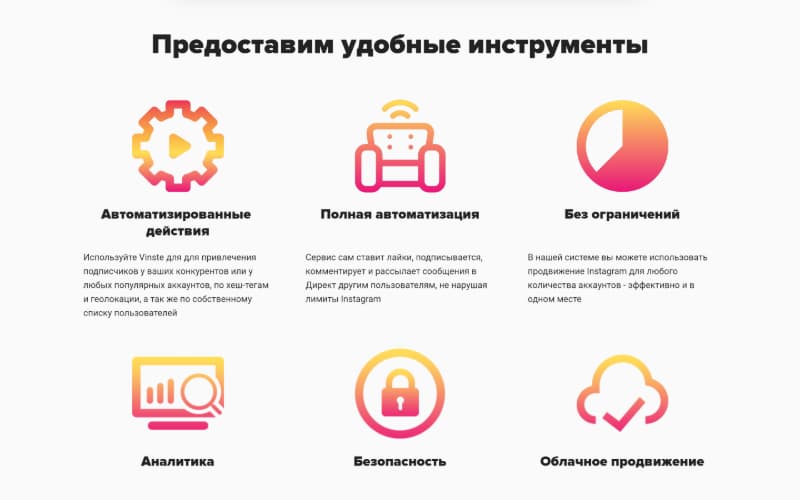 Предоставим удобные инструменты
Автоматизированные
действия
Используйте Vinste для для привлечения
подписчиков у ваших конкурентов или у
любых популярных аккаунтов, по хеш-тегам
и геолокации, а так же по собственному
списку пользователей
Полная автоматизация
Сервис сам ставит лайки, подписывается,
комментирует и рассылает сообщения в
Директ другим пользователям, не нарушая
лимиты Instagram
Без ограничений
В нашей системе вы можете использовать
продвижение Instagram для любого
количества аккаунтов - эффективно и в
одном месте
Аналитика
Безопасность
Облачное продвижение